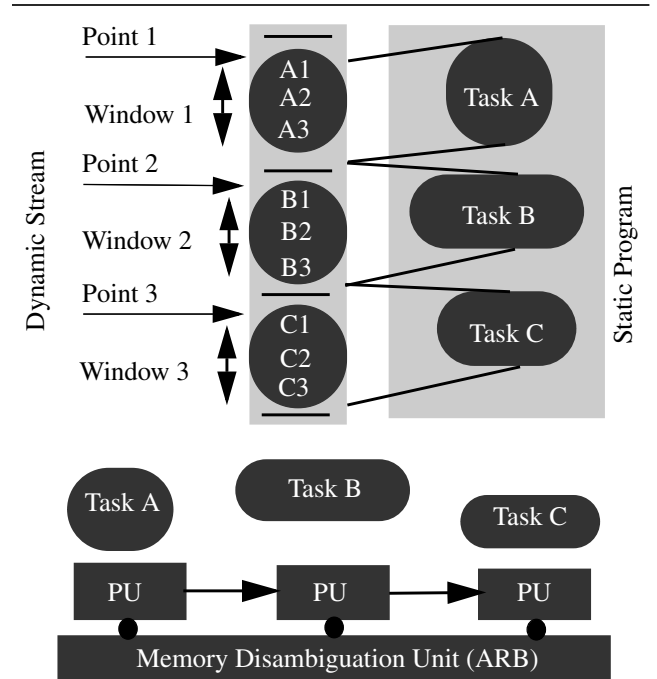 Point 1
A1
A2
A3
Window 1
Task A
Point 2
B1
B2
B3
Window 2
Task B
Point 3
C1
C2
C3
Window 3
Task C
Dynamic Stream
Static Program
Task A
Task B
Task C
PU
PU
PU
Memory Disambiguation Unit (ARB)